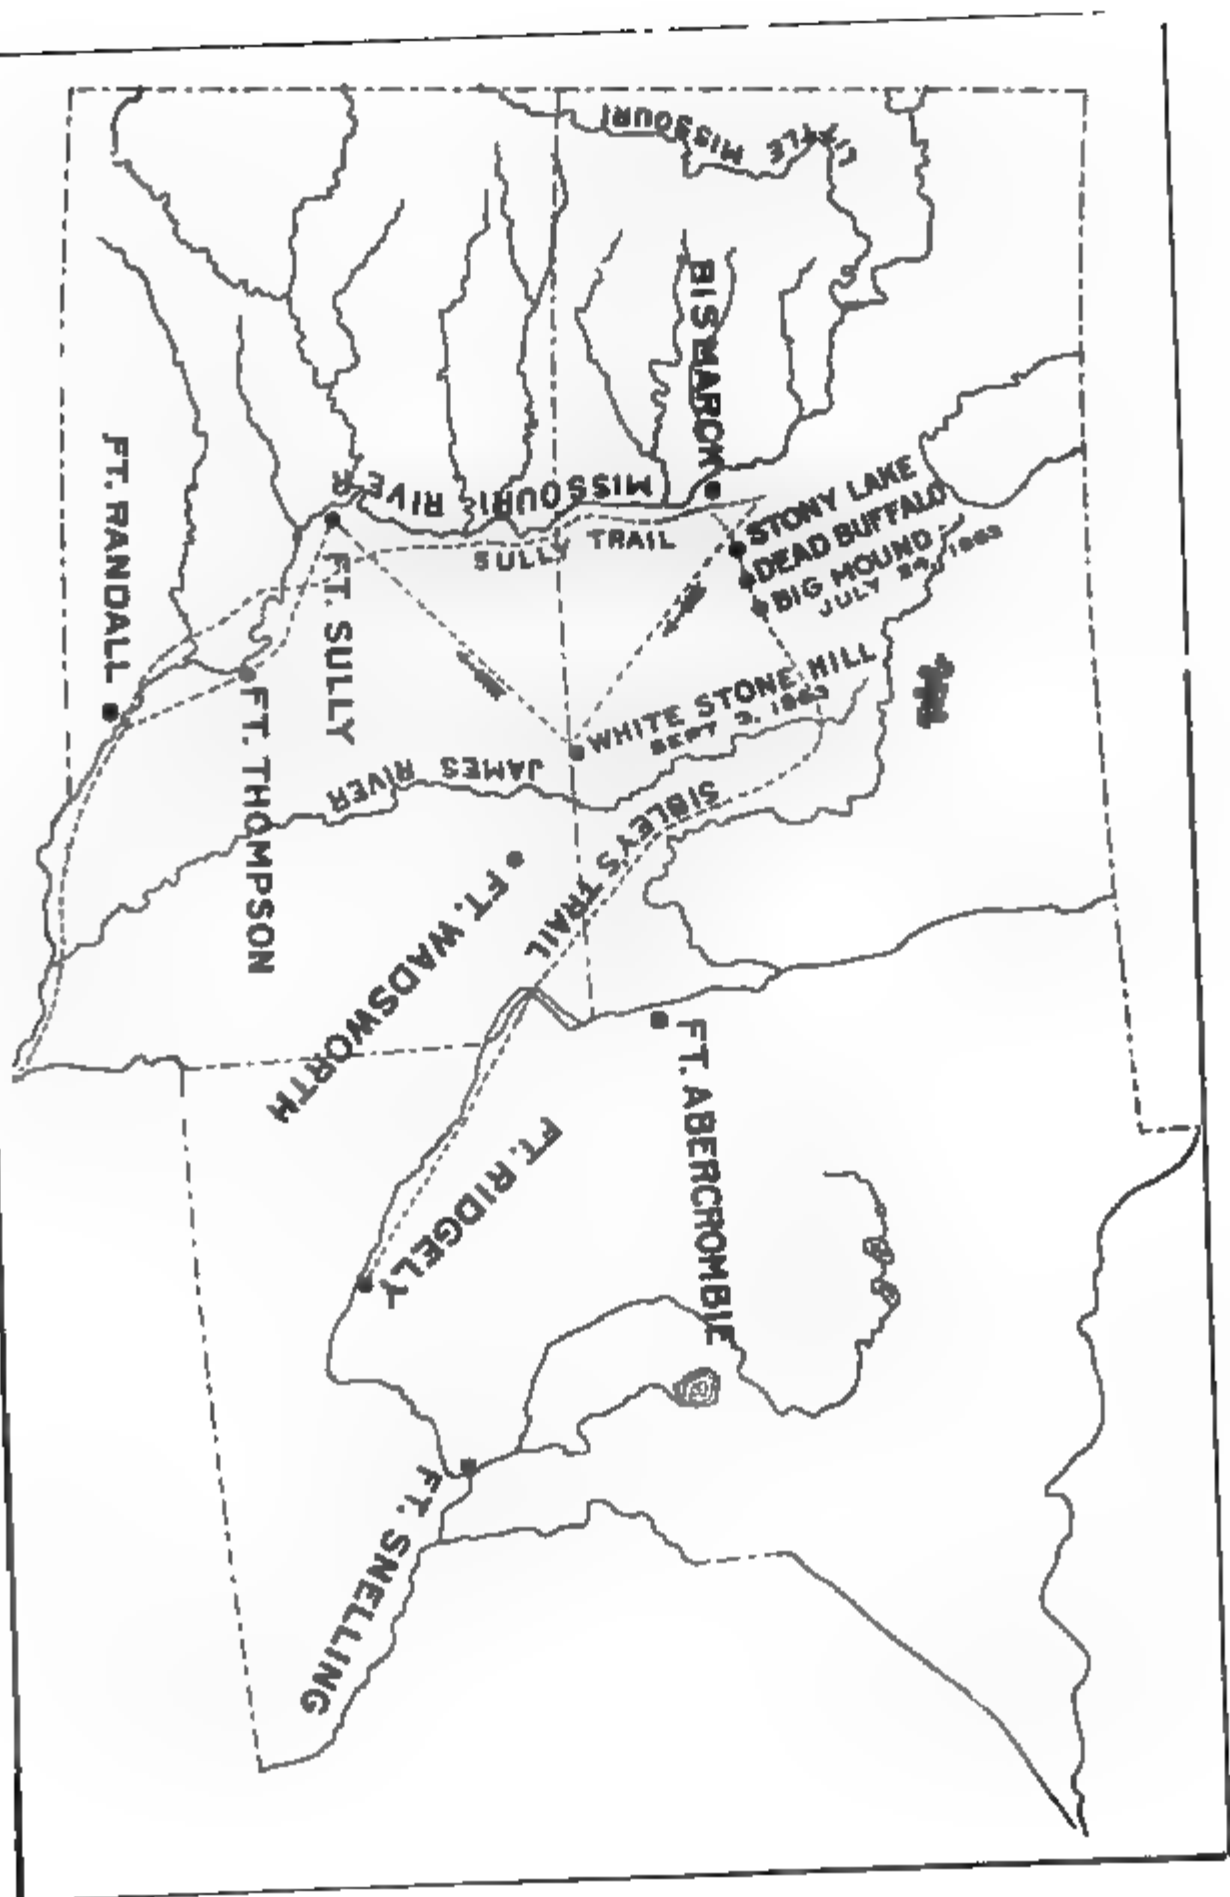 LITTLE MISSOURI
BISMARCK
MISSOURI RIVER
STONY LAKE
DEAD BUFFALO
BIG MOUND
JULY 24, 1863
SULLY TRAIL
FT. RANDALL
FT. SULLY
WHITE STONE HILL
SEPT. 3, 1863
FT. THOMPSON
JAMES RIVER
SIBLEY'S TRAIL
FT. WADSWORTH
FT. ABERCROMBIE
FT. RIDGELY
FT. SNELLING